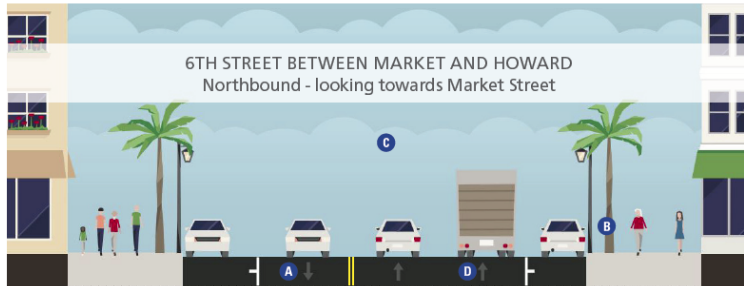 6TH STREET BETWEEN MARKET AND HOWARD
Northbound - looking towards Market Street
C
B
A
D